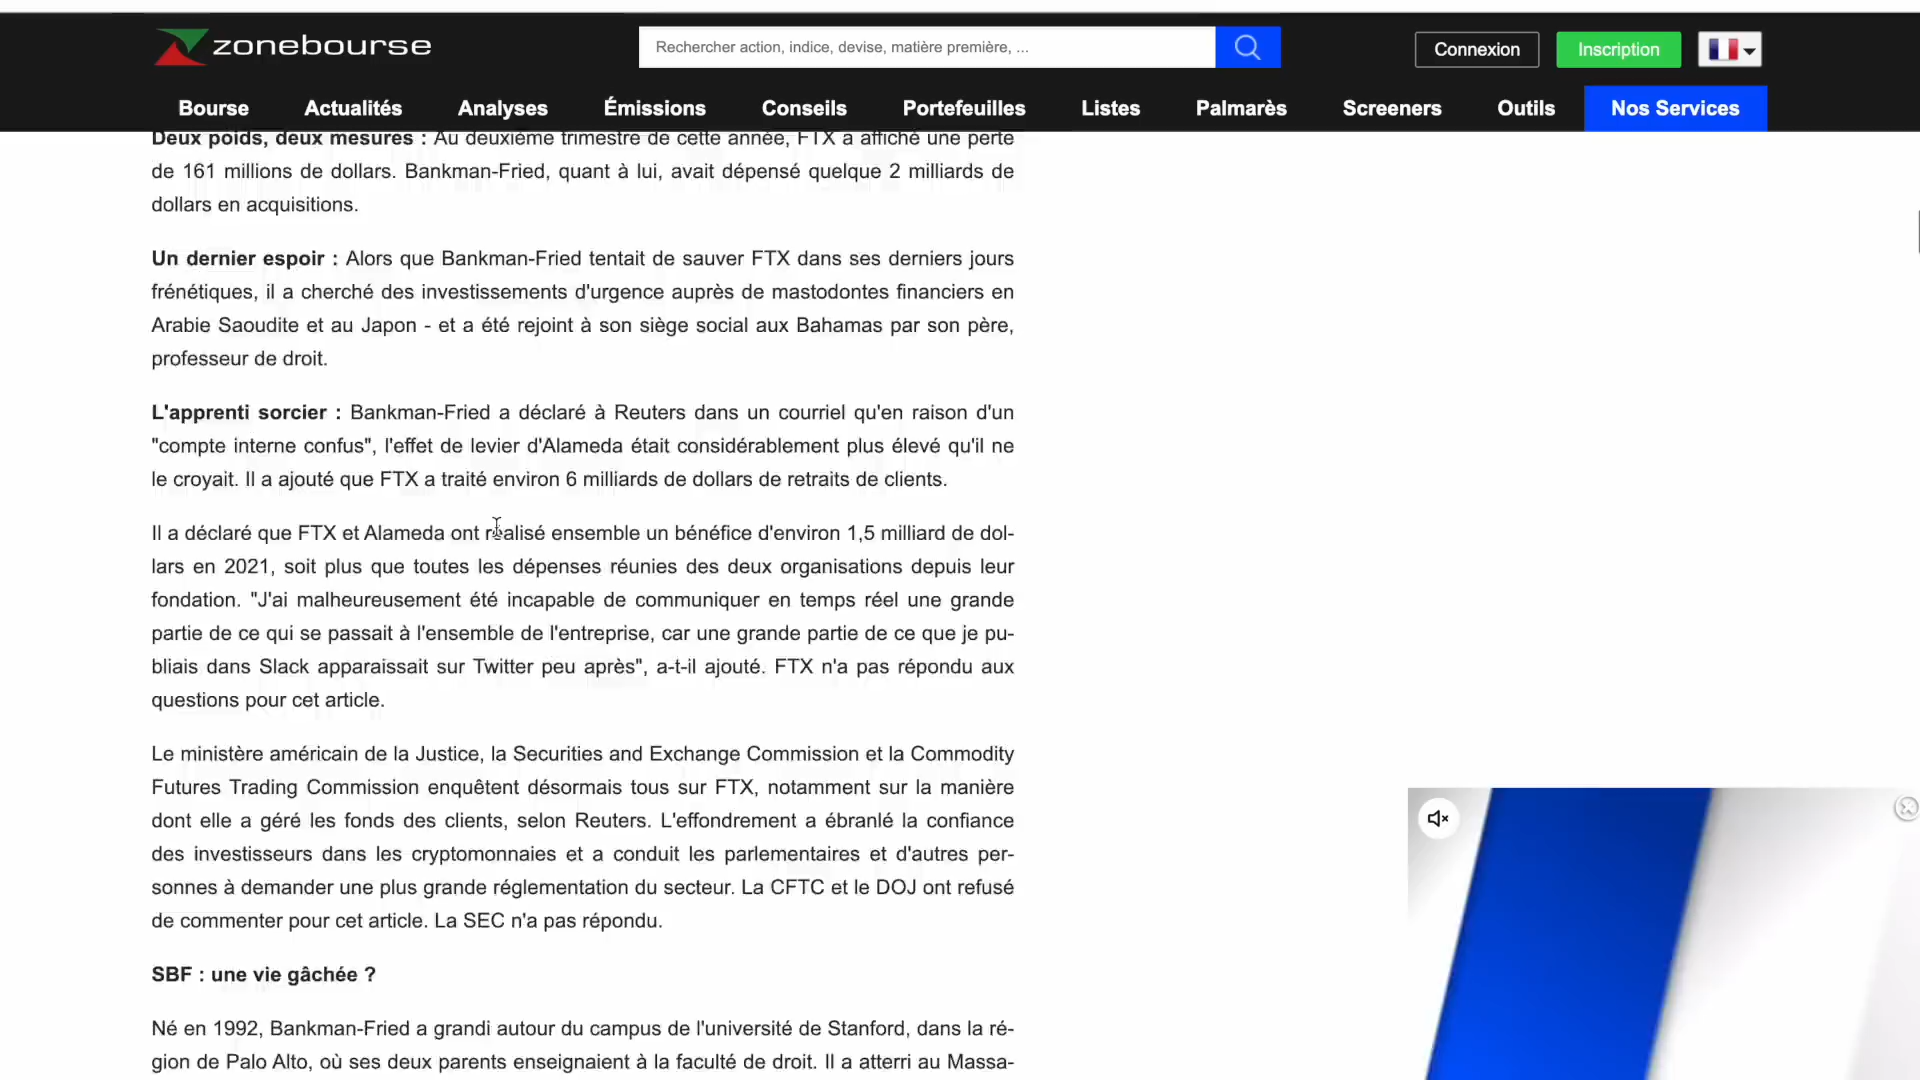 zonebourse
Rechercher action, indice, devise, matière première, ...
Connexion
Inscription
Bourse Actualités Analyses Émissions Conseils Portefeuilles Listes Palmarès Screeners Outils Nos Services
Deux poids, deux mesures : Au deuxième trimestre de cette année, FTX a affiché une perte
de 161 millions de dollars. Bankman-Fried, quant à lui, avait dépensé quelque 2 milliards de
dollars en acquisitions.
Un dernier espoir : Alors que Bankman-Fried tentait de sauver FTX dans ses derniers jours
frénétiques, il a cherché des investissements d'urgence auprès de mastodontes financiers en
Arabie Saoudite et au Japon - et a été rejoint à son siège social aux Bahamas par son père,
professeur de droit.
L'apprenti sorcier : Bankman-Fried a déclaré à Reuters dans un courriel qu'en raison d'un
"compte interne confus", l'effet de levier d'Alameda était considérablement plus élevé qu'il ne
le croyait. Il a ajouté que FTX a traité environ 6 milliards de dollars de retraits de clients.
Il a déclaré que FTX et Alameda ont réalisé ensemble un bénéfice d'environ 1,5 milliard de dol-
lars en 2021, soit plus que toutes les dépenses réunies des deux organisations depuis leur
fondation. "J'ai malheureusement été incapable de communiquer en temps réel une grande
partie de ce qui se passait à l'ensemble de l'entreprise, car une grande partie de ce que je pu-
bliais dans Slack apparaissait sur Twitter peu après", a-t-il ajouté. FTX n'a pas répondu aux
questions pour cet article.
Le ministère américain de la Justice, la Securities and Exchange Commission et la Commodity
Futures Trading Commission enquêtent désormais tous sur FTX, notamment sur la manière
dont elle a géré les fonds des clients, selon Reuters. L'effondrement a ébranlé la confiance
des investisseurs dans les cryptomonnaies et a conduit les parlementaires et d'autres per-
sonnes à demander une plus grande réglementation du secteur. La CFTC et le DOJ ont refusé
de commenter pour cet article. La SEC n'a pas répondu.
SBF : une vie gâchée ?
Né en 1992, Bankman-Fried a grandi autour du campus de l'université de Stanford, dans la ré-
gion de Palo Alto, où ses deux parents enseignaient à la faculté de droit. Il a atterri au Massa-